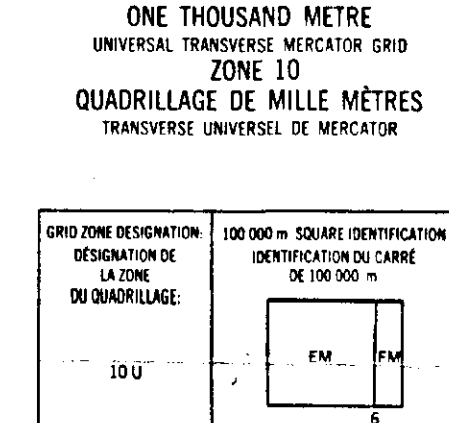 ONE THOUSAND METRE
UNIVERSAL TRANSVERSE MERCATOR GRID
ZONE 10
QUADRILLAGE DE MILLE MÈTRES
TRANSVERSE UNIVERSEL DE MERCATOR
GRID ZONE DESIGNATION:
DÉSIGNATION DE
LA ZONE
DU QUADRILLAGE:
10 U
100 000 m SQUARE IDENTIFICATION
IDENTIFICATION DU CARRÉ
DE 100 000 m
EM FM
6